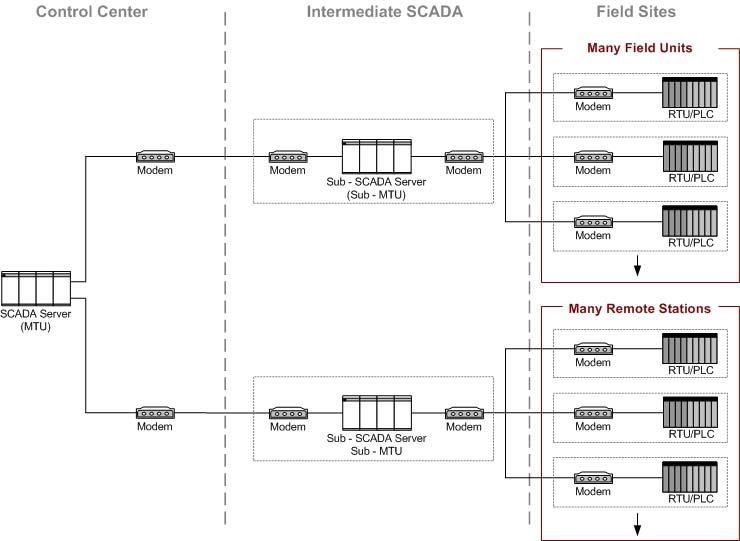 Control Center
Intermediate SCADA
Field Sites
Many Field Units
Modem
RTU/PLC
Modem
Modem
Sub - SCADA Server
(Sub - MTU)
Modem
Modem
RTU/PLC
Modem
RTU/PLC
SCADA Server
(MTU)
Many Remote Stations
Modem
RTU/PLC
Modem
Modem
Sub - SCADA Server
Sub - MTU
Modem
Modem
RTU/PLC
Modem
RTU/PLC